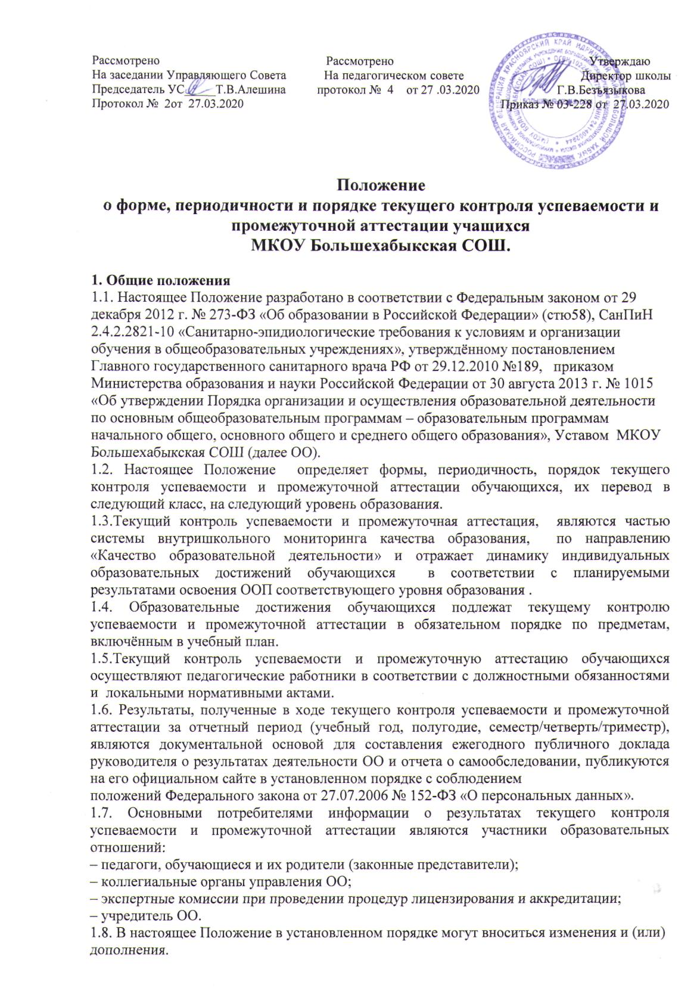 Рассмотрено Рассмотрено Утверждаю
На заседании Управляющего Совета На педагогическом совете Директор школы
Председатель УС_____Т.В.Алешина протокол № 4 от 27 .03.2020 Г.В.Безъязыкова
Протокол № 2от 27.03.2020 Приказ № 03-228 от 27.03.2020
Положение
о форме, периодичности и порядке текущего контроля успеваемости и
промежуточной аттестации учащихся
МКОУ Большехабыкская СОШ.
1. Общие положения
1.1. Настоящее Положение разработано в соответствии с Федеральным законом от 29
декабря 2012 г. № 273-ФЗ «Об образовании в Российской Федерации» (стю58), СанПиН
2.4.2.2821-10 «Санитарно-эпидиологические требования к условиям и организации
обучения в общеобразовательных учреждениях», утверждённому постановлением
Главного государственного санитарного врача РФ от 29.12.2010 №189, приказом
Министерства образования и науки Российской Федерации от 30 августа 2013 г. № 1015
«Об утверждении Порядка организации и осуществления образовательной деятельности
по основным общеобразовательным программам – образовательным программам
начального общего, основного общего и среднего общего образования», Уставом МКОУ
Большехабыкская СОШ (далее ОО).
1.2. Настоящее Положение определяет формы, периодичность, порядок текущего
контроля успеваемости и промежуточной аттестации обучающихся, их перевод в
следующий класс, на следующий уровень образования.
1.3.Текущий контроль успеваемости и промежуточная аттестация, являются частью
системы внутришкольного мониторинга качества образования, по направлению
«Качество образовательной деятельности» и отражает динамику индивидуальных
образовательных достижений обучающихся в соответствии с планируемыми
результатами освоения ООП соответствующего уровня образования .
1.4. Образовательные достижения обучающихся подлежат текущему контролю
успеваемости и промежуточной аттестации в обязательном порядке по предметам,
включённым в учебный план.
1.5.Текущий контроль успеваемости и промежуточную аттестацию обучающихся
осуществляют педагогические работники в соответствии с должностными обязанностями
и локальными нормативными актами.
1.6. Результаты, полученные в ходе текущего контроля успеваемости и промежуточной
аттестации за отчетный период (учебный год, полугодие, семестр/четверть/триместр),
являются документальной основой для составления ежегодного публичного доклада
руководителя о результатах деятельности ОО и отчета о самообследовании, публикуются
на его официальном сайте в установленном порядке с соблюдением
положений Федерального закона от 27.07.2006 № 152-ФЗ «О персональных данных».
1.7. Основными потребителями информации о результатах текущего контроля
успеваемости и промежуточной аттестации являются участники образовательных
отношений:
– педагоги, обучающиеся и их родители (законные представители);
– коллегиальные органы управления ОО;
– экспертные комиссии при проведении процедур лицензирования и аккредитации;
– учредитель ОО.
1.8. В настоящее Положение в установленном порядке могут вноситься изменения и (или)
дополнения.